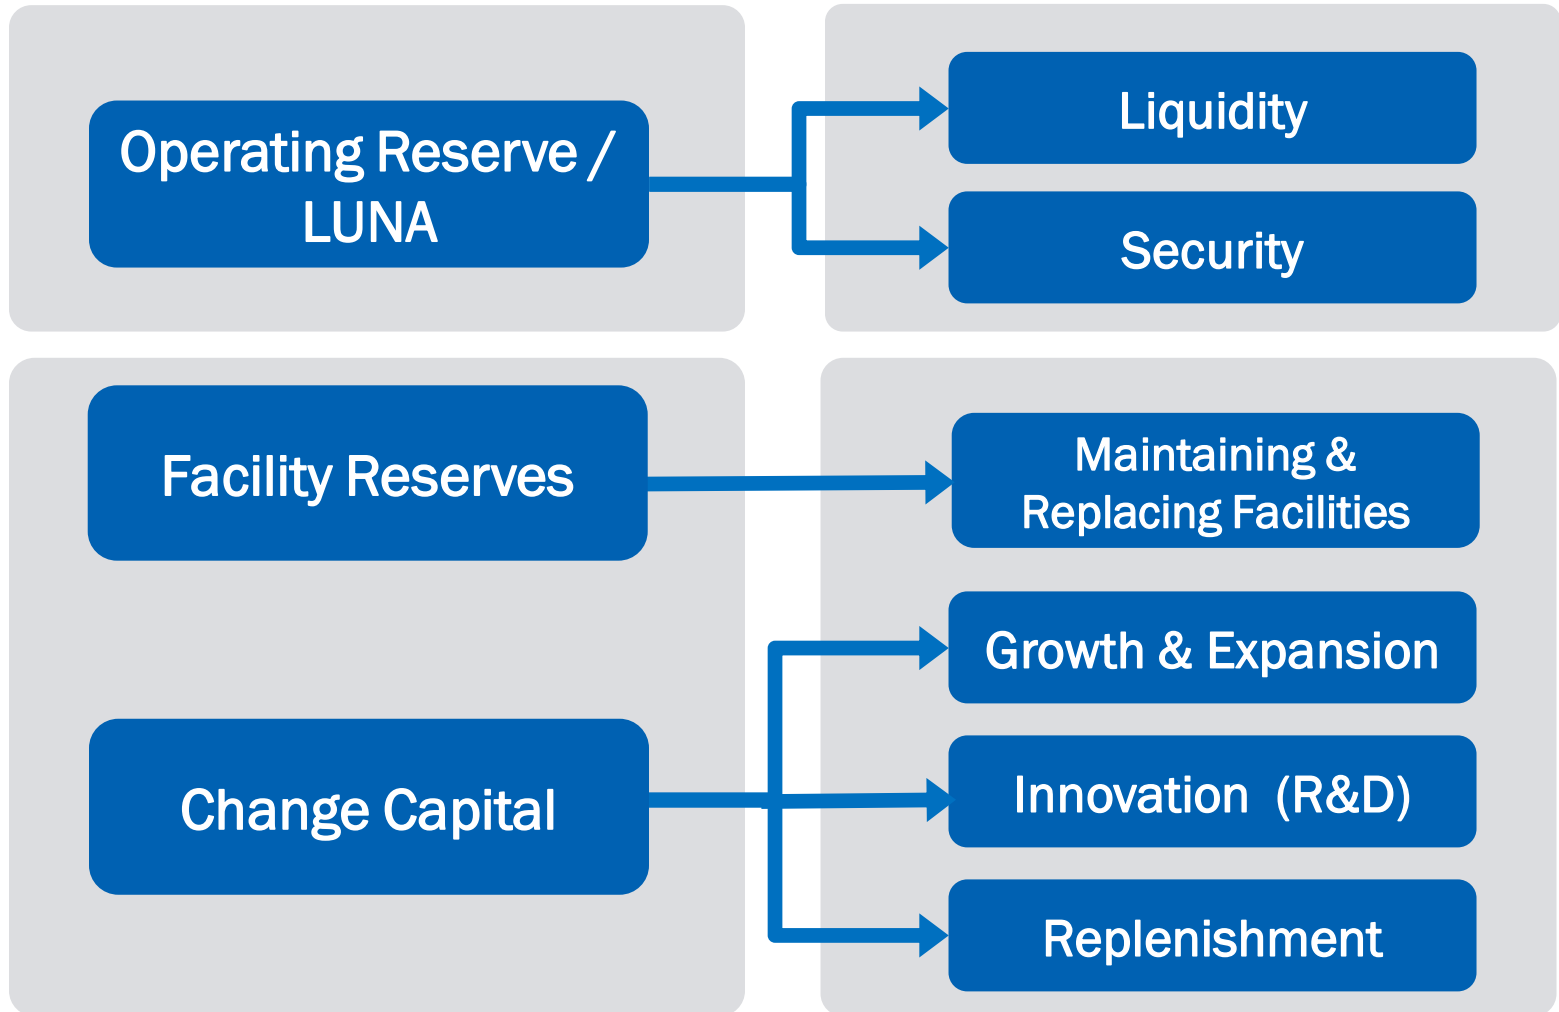 Operating Reserve /
LUNA
Liquidity
Security
Facility Reserves
Maintaining &
Replacing Facilities
Change Capital
Growth & Expansion
Innovation (R&D)
Replenishment